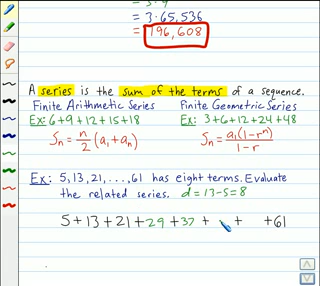 = 3·65,536
= 196,608
A series is the sum of the terms of a sequence.
Finite Arithmetic Series Finite Geometric Series
Ex: 6+9+12+15+18 Ex: 3+6+12+24+48
Sn = n/2 (a1 + an) Sn = a1(1-r^n)/1-r
Ex: 5, 13, 21, ..., 61 has eight terms. Evaluate
the related series. d = 13-5 = 8
5 + 13 + 21 + 29 + 37 + + +61